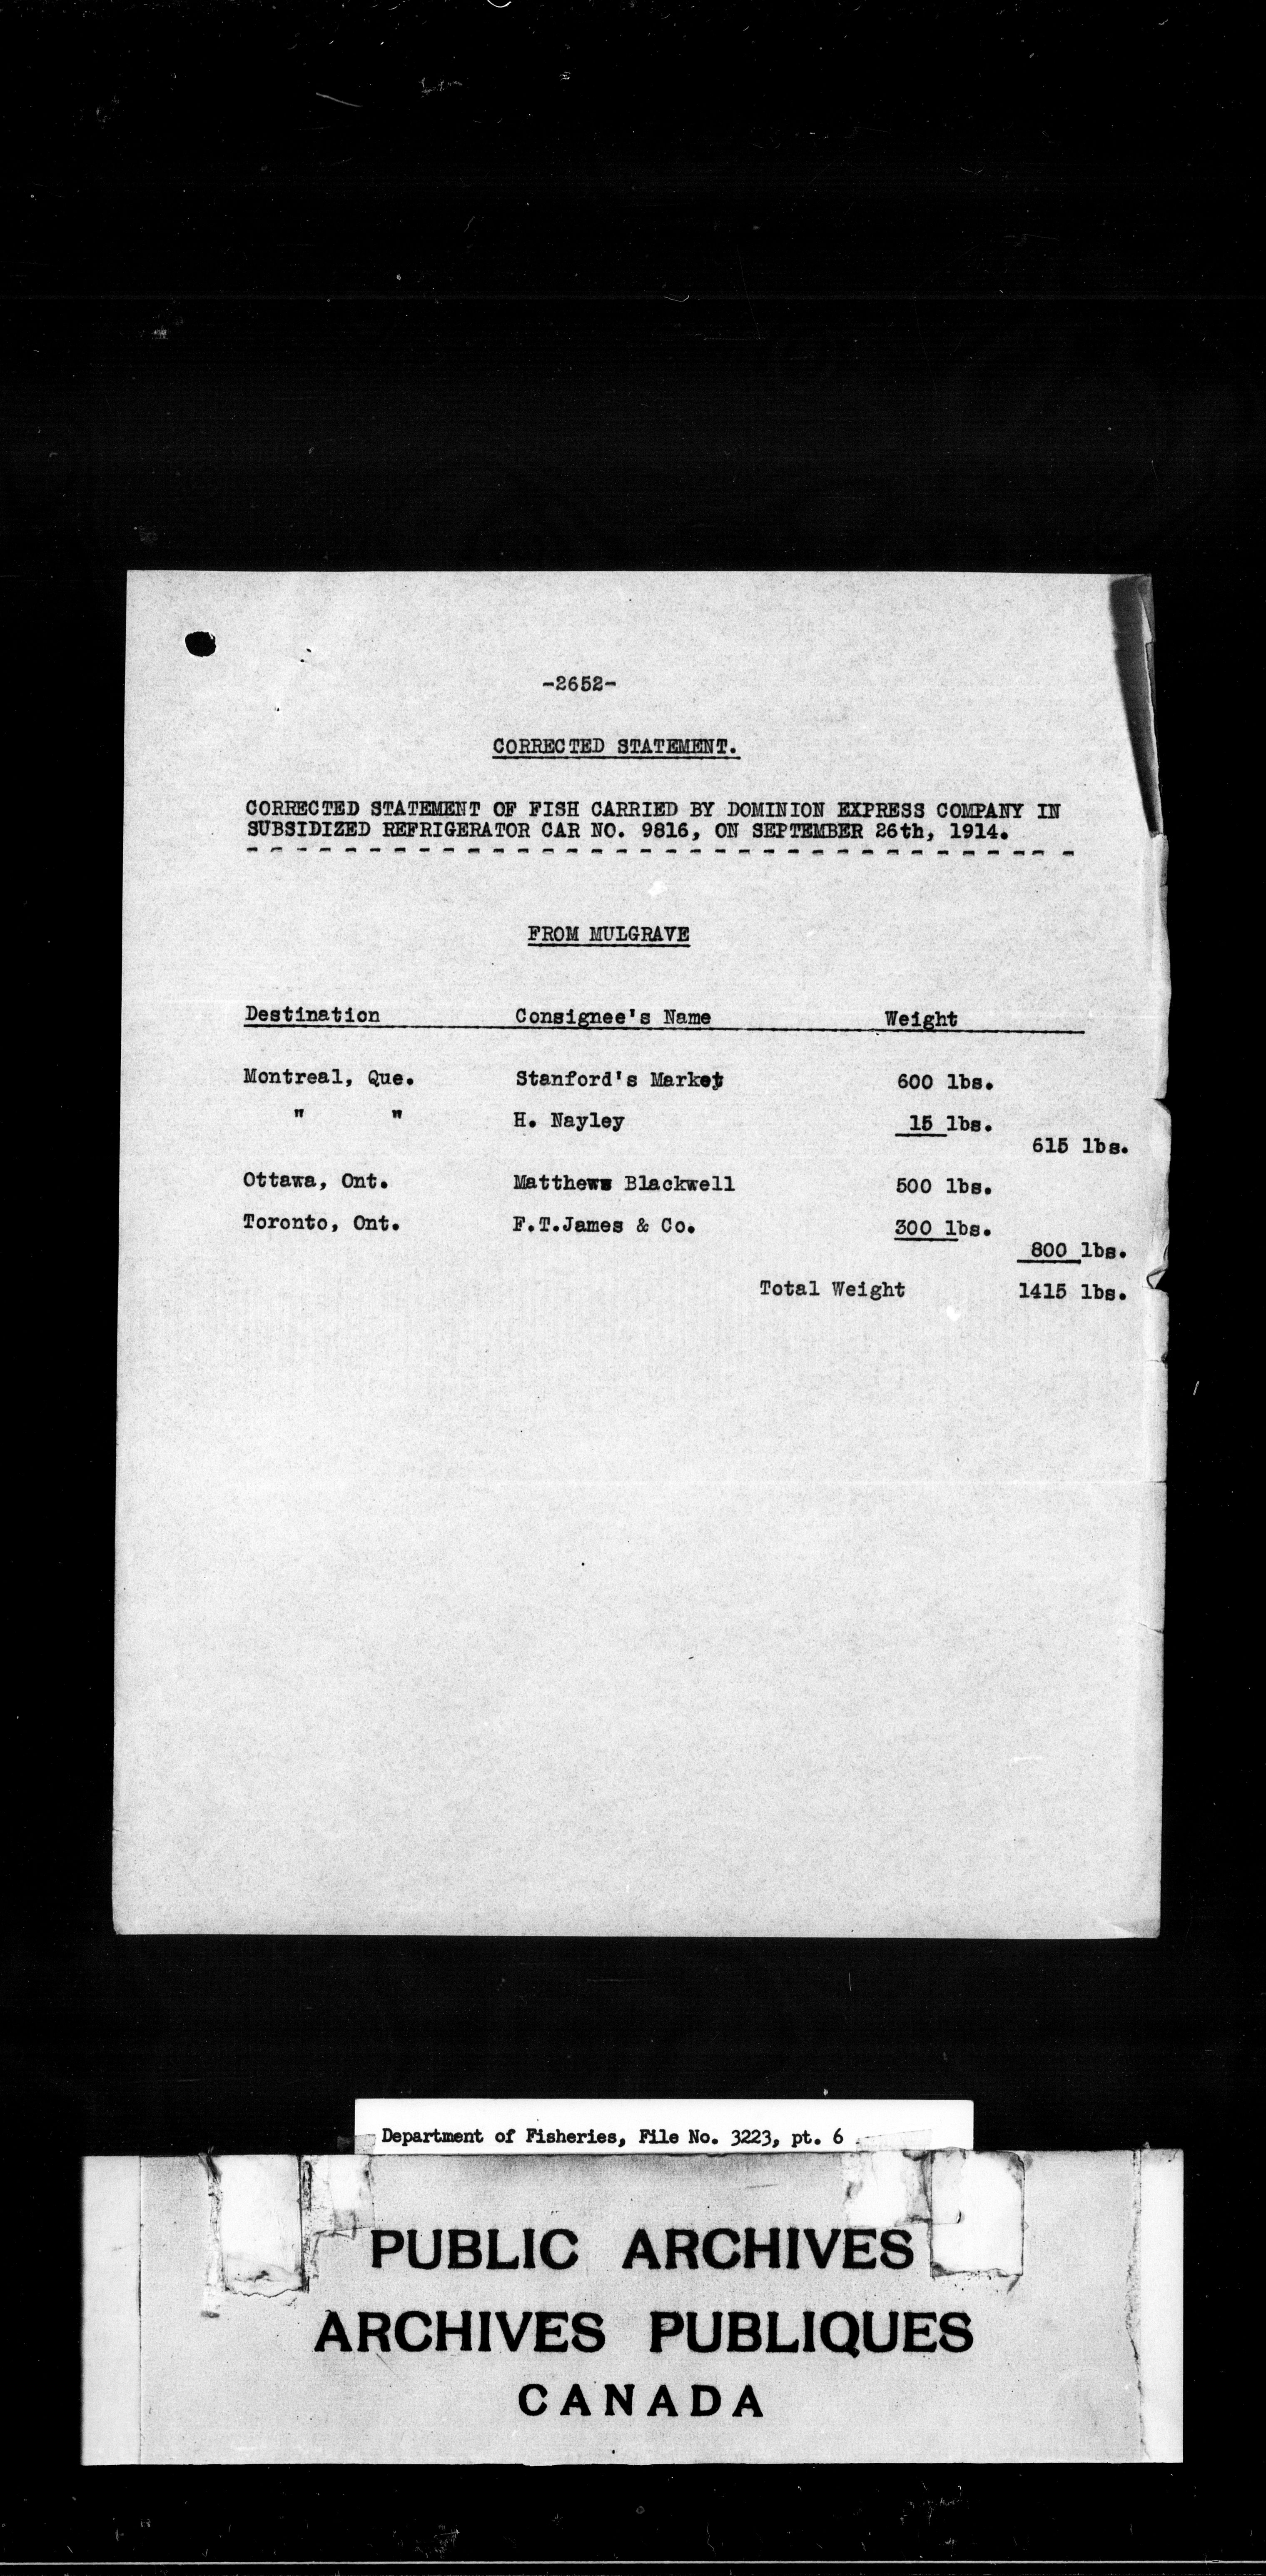 -2652-
CORRECTED STATEMENT.
CORRECTED STATEMENT OF FISH CARRIED BY DOMINION EXPRESS COMPANY IN
SUBSIDIZED REFRIGERATOR CAR NO. 9816, ON SEPTEMBER 26th, 1914.
FROM MULGRAVE
Destination Consignee's Name Weight
Montreal, Que. Stanford's Market 600 lbs.
" " H. Nayley 15 lbs.
615 lbs.
Ottawa, Ont. Matthews Blackwell 500 lbs.
Toronto, Ont. F.T.James & Co. 300 lbs.
800 lbs.
Total Weight 1415 lbs.
Department of Fisheries, File No. 3223, pt. 6
PUBLIC ARCHIVES
ARCHIVES PUBLIQUES
CANADA